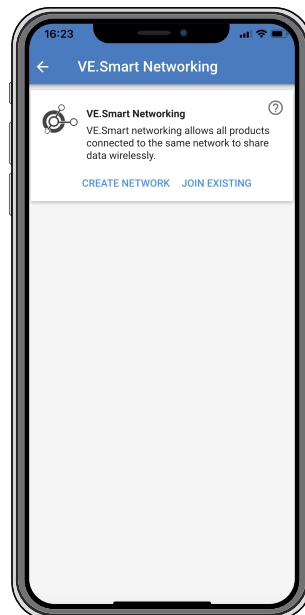 16:23
VE.Smart Networking
VE.Smart Networking
VE.Smart networking allows all products
connected to the same network to share
data wirelessly.
CREATE NETWORK JOIN EXISTING